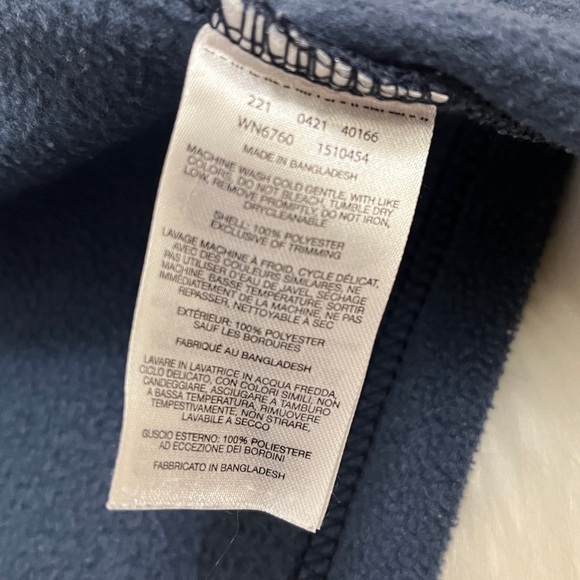 221 0421 40166
WN6760 1510454
MADE IN BANGLADESH
MACHINE WASH COLD GENTLE, WITH LIKE
COLORS, DO NOT BLEACH, TUMBLE DRY
LOW, REMOVE PROMPTLY, DO NOT IRON,
DRYCLEANABLE
SHELL: 100% POLYESTER
EXCLUSIVE OF TRIMMING
LAVAGE MACHINE À FROID, CYCLE DÉLICAT,
AVEC DES COULEURS SIMILAIRES, NE
PAS UTILISER D'EAU DE JAVEL, SÉCHAGE
MACHINE, BASSE TEMPÉRATURE, SORTIR
IMMÉDIATEMENT DE LA MACHINE, NE PAS
REPASSER, NETTOYABLE À SEC
EXTÉRIEUR: 100% POLYESTER
SAUF LES BORDURES
FABRIQUÉ AU BANGLADESH
LAVARE IN LAVATRICE IN ACQUA FREDDA,
CICLO DELICATO, CON COLORI SIMILI, NON
CANDEGGIARE, ASCIUGARE A TAMBURO
A BASSA TEMPERATURA, RIMUOVERE
TEMPESTIVAMENTE, NON STIRARE,
LAVABILE A SECCO
GUSCIO ESTERNO: 100% POLIESTERE
AD ECCEZIONE DEI BORDINI
FABBRICATO IN BANGLADESH